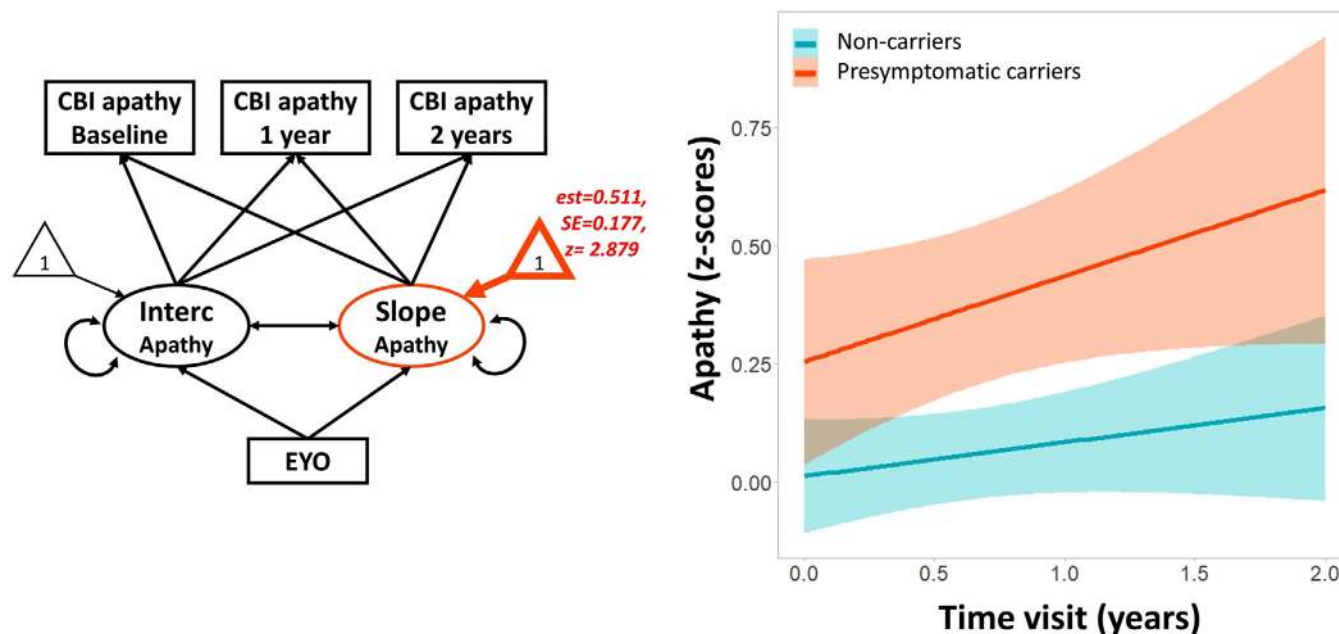 CBI apathy
Baseline
CBI apathy
1 year
CBI apathy
2 years
est=0.511,
SE=0.177,
z= 2.879
1
1
Interc
Apathy
Slope
Apathy
EYO
Non-carriers
Presymptomatic carriers
Apathy (z-scores)
0.75
0.50
0.25
0.00
0.0 0.5 1.0 1.5 2.0
Time visit (years)